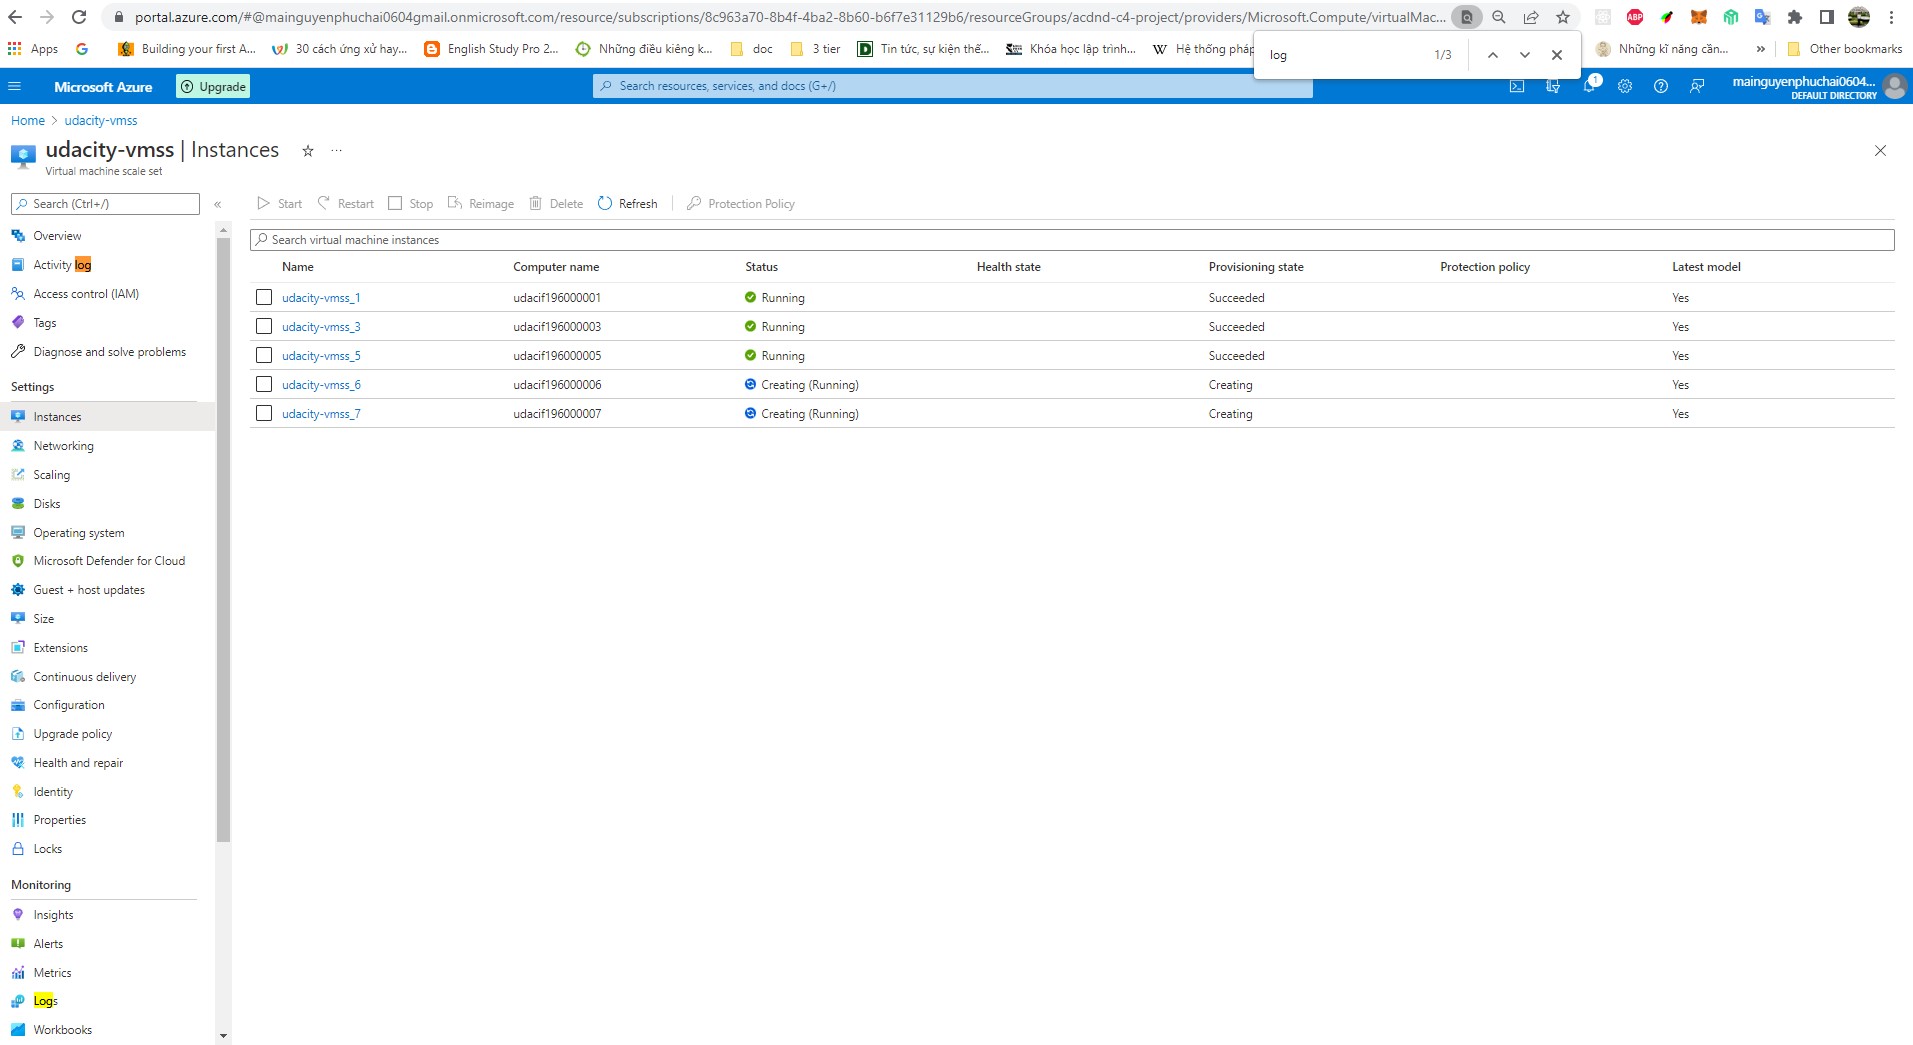 portal.azure.com/#@mainguyenphuchai0604gmail.onmicrosoft.com/resource/subscriptions/8c963a70-8b4f-4ba2-8b60-b6f7e31129b6/resourceGroups/acdnd-c4-project/providers/Microsoft.Compute/virtualMac...
Apps
Building your first A...
30 cách ứng xử hay...
English Study Pro 2...
Những điều kiêng k...
doc
3 tier
Tin tức, sự kiện thế...
Khóa học lập trình...
Hệ thống pháp
Những kĩ năng cần...
»
Other bookmarks
log 1/3
Microsoft Azure
Upgrade
Search resources, services, and docs (G+/)
1
mainguyenphuchai0604...
DEFAULT DIRECTORY
Home > udacity-vmss
udacity-vmss | Instances
Virtual machine scale set
Search (Ctrl+/)
«
Start Restart Stop Reimage Delete Refresh Protection Policy
Search virtual machine instances
Name Computer name Status Health state Provisioning state Protection policy Latest model
udacity-vmss_1 udacif196000001 Running Succeeded Yes
udacity-vmss_3 udacif196000003 Running Succeeded Yes
udacity-vmss_5 udacif196000005 Running Succeeded Yes
udacity-vmss_6 udacif196000006 Creating (Running) Creating Yes
udacity-vmss_7 udacif196000007 Creating (Running) Creating Yes
Overview
Activity log
Access control (IAM)
Tags
Diagnose and solve problems
Settings
Instances
Networking
Scaling
Disks
Operating system
Microsoft Defender for Cloud
Guest + host updates
Size
Extensions
Continuous delivery
Configuration
Upgrade policy
Health and repair
Identity
Properties
Locks
Monitoring
Insights
Alerts
Metrics
Logs
Workbooks